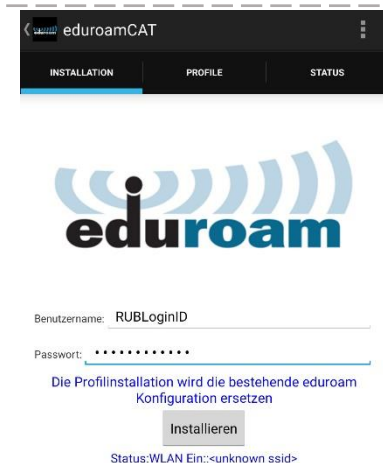 eduroamCAT
INSTALLATION PROFILE STATUS
eduroam
Benutzername: RUBLoginID
Passwort: ............
Die Profilinstallation wird die bestehende eduroam
Konfiguration ersetzen
Installieren
Status:WLAN Ein::<unknown ssid>